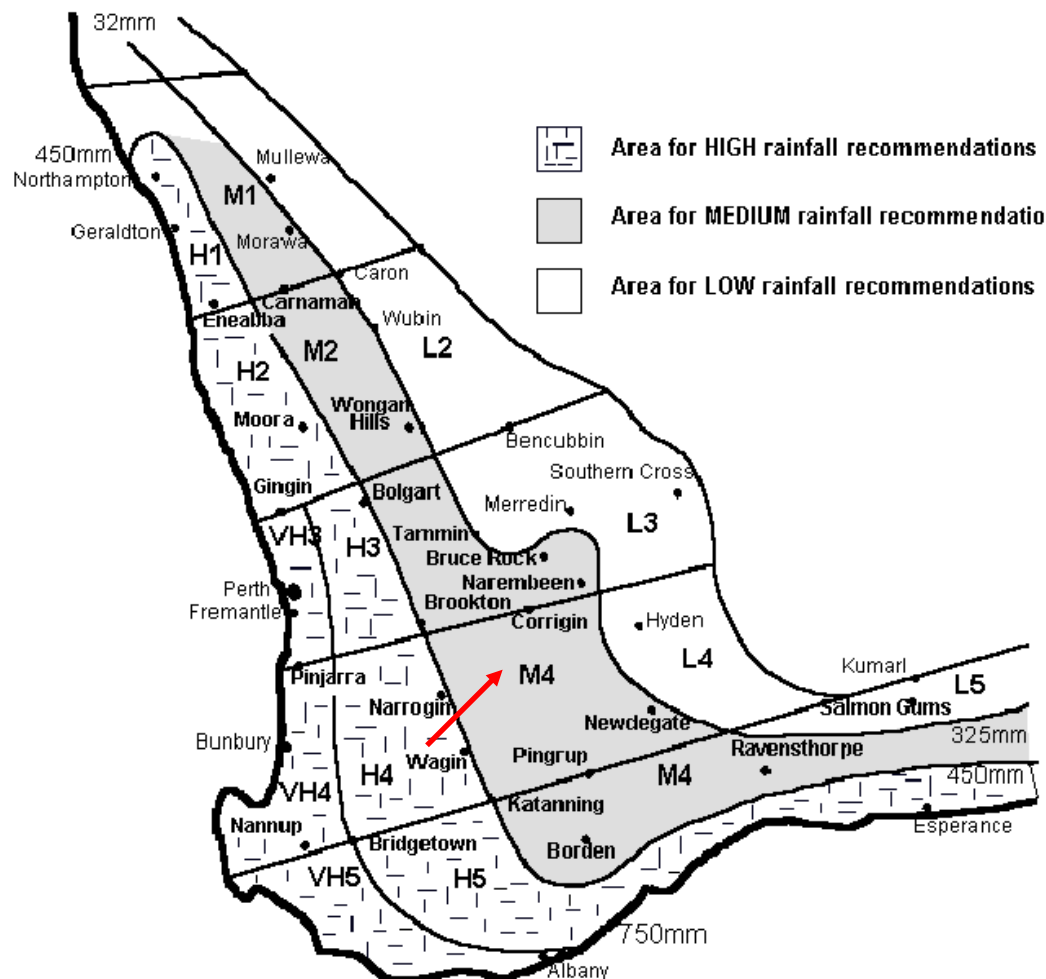 32mm
450mm
Northampton
Mullewa
M1
Geraldton
Morawa
H1
Caron
Carnamah
Eneabba
Wubin
M2
L2
H2
Wongan
Hills
Moora
Bencubbin
Southern Cross
Gingin
Bolgart
Merredin
L3
VH3
H3
Tammin
Bruce Rock
Narembeen
Perth
Brookton
Fremantle
Corrigin
Hyden
L4
M4
Kumarl
Pinjarra
L5
Narrogin
Salmon Gums
Newdegate
325mm
Bunbury
Wagin
Pingrup
Ravensthorpe
H4
M4
450mm
VH4
Katanning
Esperance
Nannup
Bridgetown
Borden
VH5
H5
750mm
Albany
Area for HIGH rainfall recommendations
Area for MEDIUM rainfall recommendatio
Area for LOW rainfall recommendations